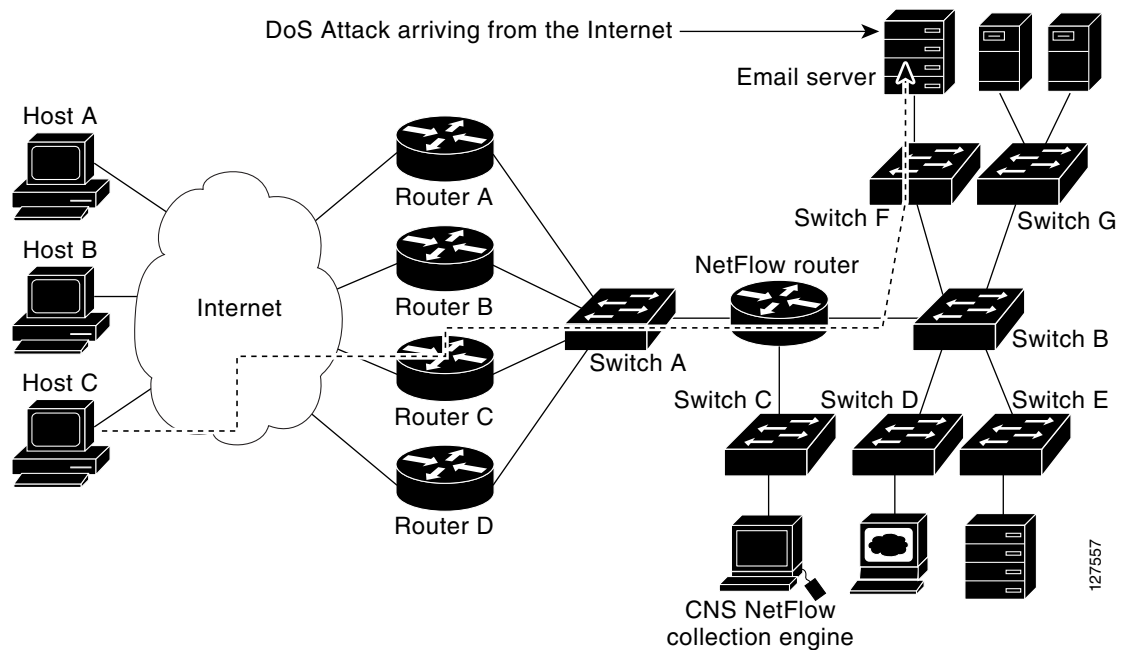 DoS Attack arriving from the Internet
Email server
Host A
Router A
Switch F
Switch G
Host B
NetFlow router
Internet
Router B
Switch A
Switch B
Host C
Switch C
Switch D
Switch E
Router C
Router D
CNS NetFlow
collection engine
127557